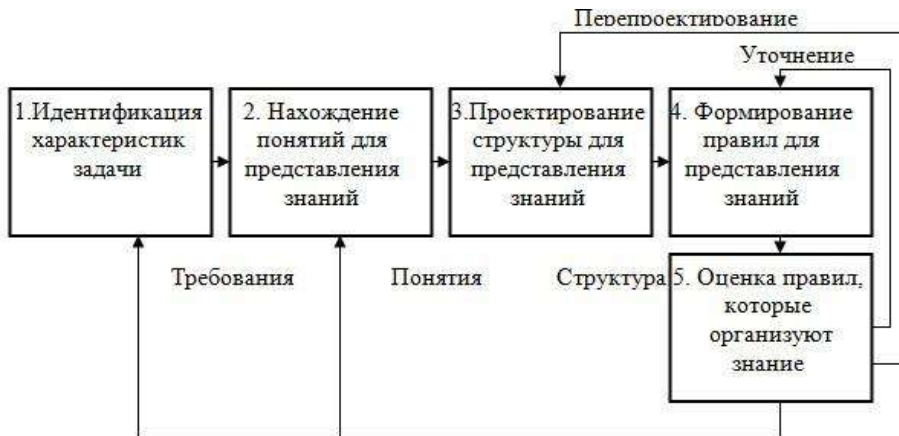 Перепроектирование
Уточнение
1.Идентификация
характеристик
задачи
2. Нахождение
понятий для
представления
знаний
3.Проектирование
структуры для
представления
знаний
4. Формирование
правил для
представления
знаний
Требования
Понятия
Структура
5. Оценка правил,
которые
организуют
знание